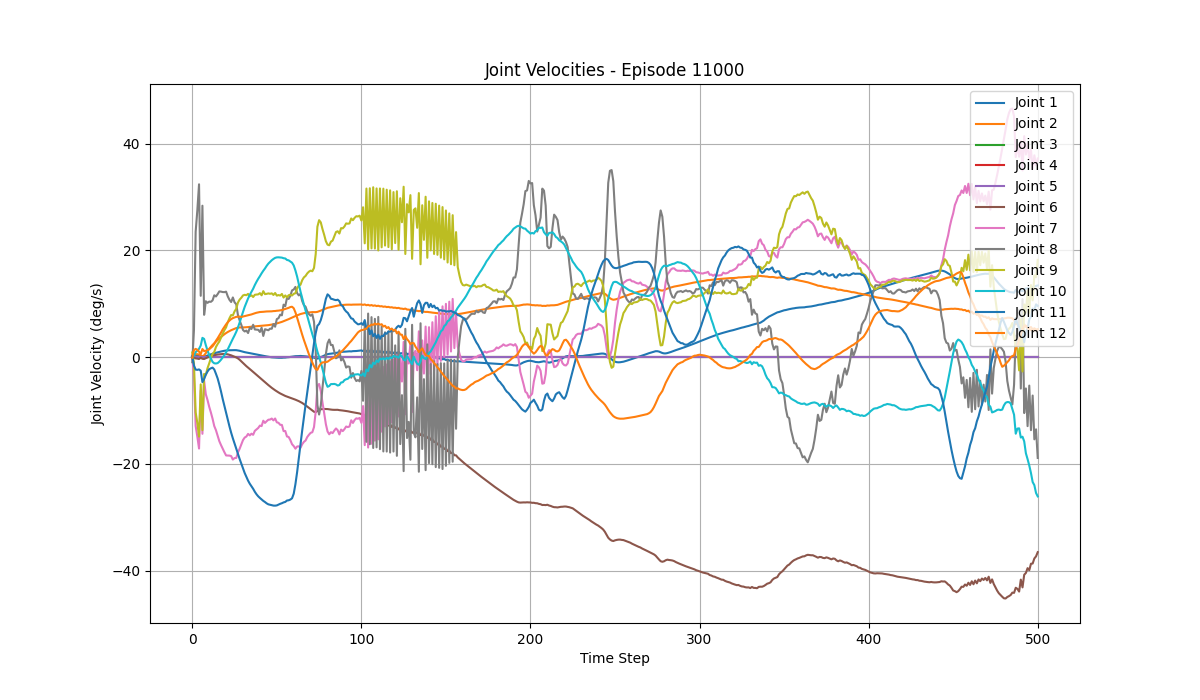 Joint Velocities - Episode 11000
Joint Velocity (deg/s)
40
20
0
−20
−40
0
100
200
300
400
500
Time Step
Joint 1
Joint 2
Joint 3
Joint 4
Joint 5
Joint 6
Joint 7
Joint 8
Joint 9
Joint 10
Joint 11
Joint 12